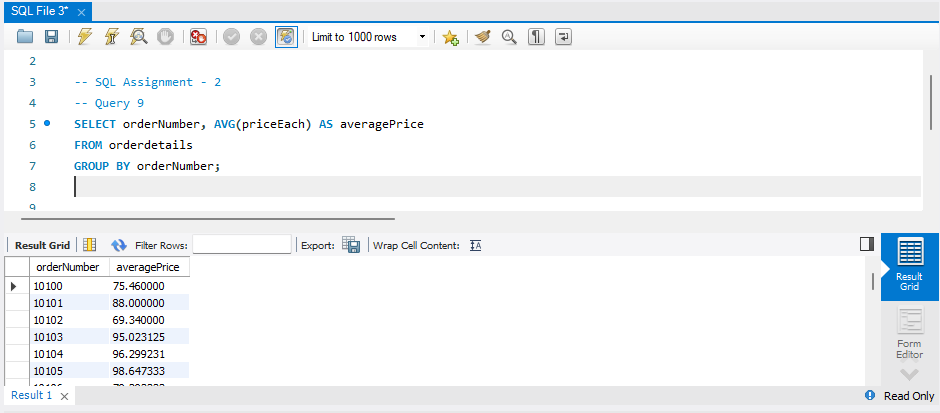 SQL File 3*
Limit to 1000 rows
2
3 -- SQL Assignment - 2
4 -- Query 9
5 SELECT orderNumber, AVG(priceEach) AS averagePrice
6 FROM orderdetails
7 GROUP BY orderNumber;
8
9
Result Grid Filter Rows: Export: Wrap Cell Content:
orderNumber averagePrice
10100 75.460000
10101 88.000000
10102 69.340000
10103 95.023125
10104 96.299231
10105 98.647333
Result Grid
Form Editor
Result 1
Read Only